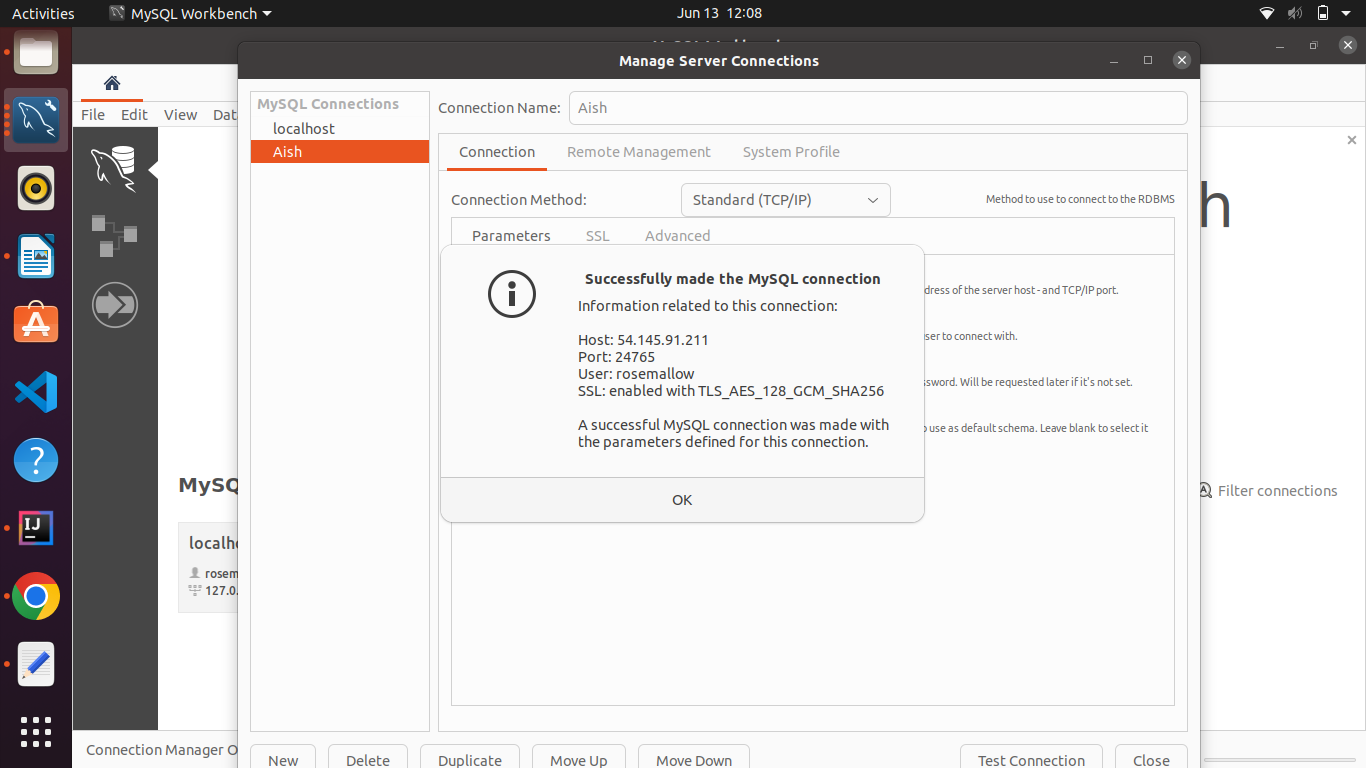 Activities
MySQL Workbench
Jun 13 12:08
Manage Server Connections
File Edit View
MySQL Connections
localhost
Aish
Connection Name: Aish
Connection Remote Management System Profile
Connection Method: Standard (TCP/IP) Method to use to connect to the RDBMS
Parameters SSL Advanced
of the server host - and TCP/IP port.
to connect with.
Will be requested later if it's not set.
use as default schema. Leave blank to select it
Successfully made the MySQL connection
Information related to this connection:
Host: 54.145.91.211
Port: 24765
User: rosemallow
SSL: enabled with TLS_AES_128_GCM_SHA256
A successful MySQL connection was made with
the parameters defined for this connection.
OK
h
MySQ
Filter connections
localho
rosem
127.0.
IJ
Connection Manager O
New Delete Duplicate Move Up Move Down Test Connection Close